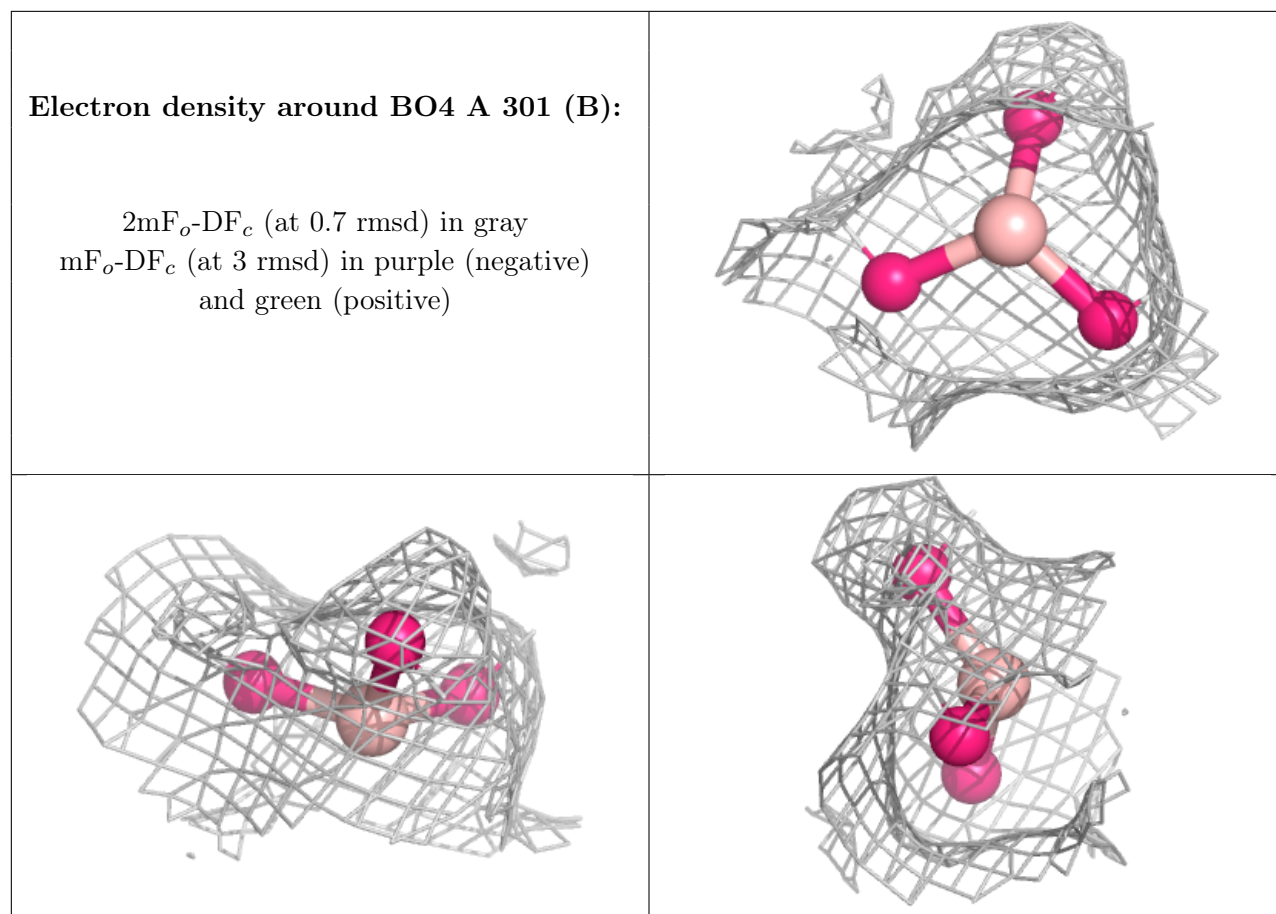 Electron density around BO4 A 301 (B):
2mFo-DFc (at 0.7 rmsd) in gray
mFo-DFc (at 3 rmsd) in purple (negative)
and green (positive)